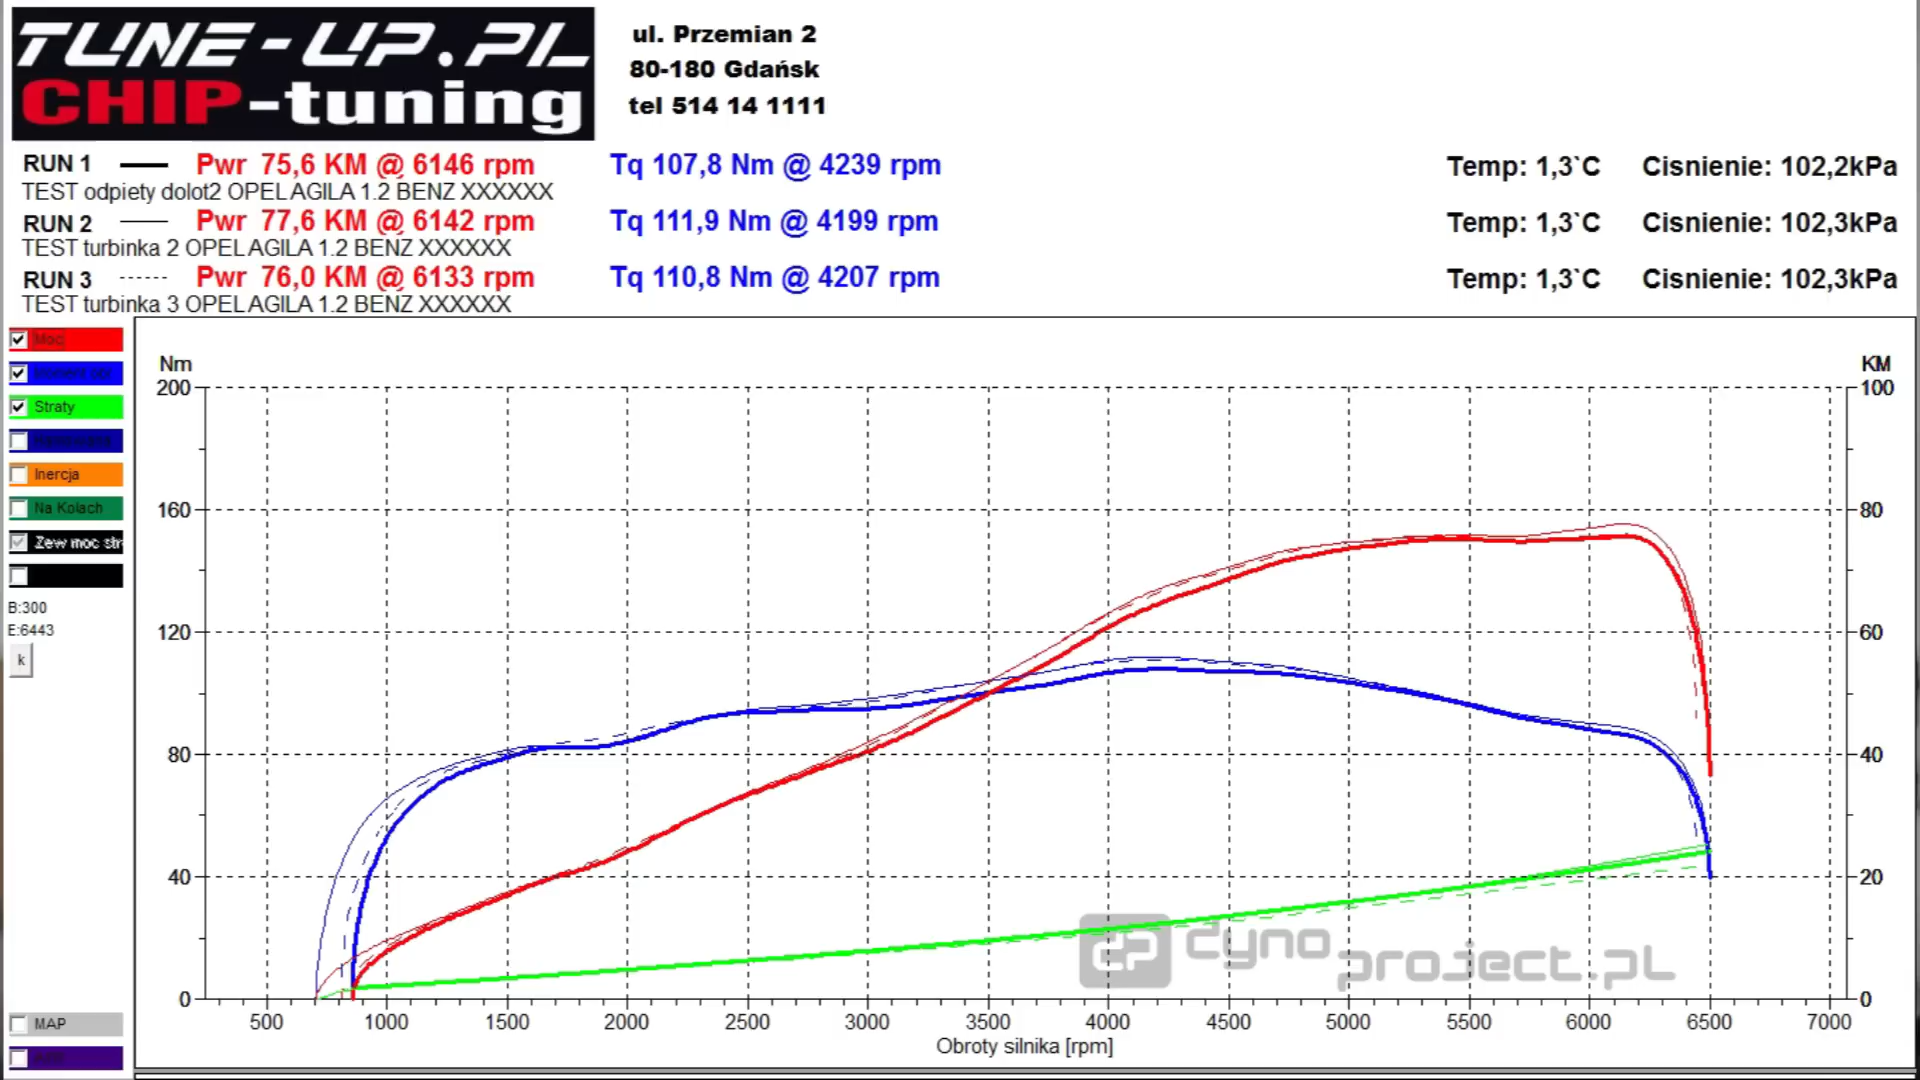 TUNE-UP.PL
CHIP-tuning
ul. Przemian 2
80-180 Gdańsk
tel 514 14 1111
RUN 1 Pwr 75,6 KM @ 6146 rpm Tq 107,8 Nm @ 4239 rpm Temp: 1,3`C Cisnienie: 102,2kPa
TEST odpiety dolot2 OPEL AGILA 1.2 BENZ XXXXXX
RUN 2 Pwr 77,6 KM @ 6142 rpm Tq 111,9 Nm @ 4199 rpm Temp: 1,3`C Cisnienie: 102,3kPa
TEST turbinka 2 OPEL AGILA 1.2 BENZ XXXXXX
RUN 3 Pwr 76,0 KM @ 6133 rpm Tq 110,8 Nm @ 4207 rpm Temp: 1,3`C Cisnienie: 102,3kPa
TEST turbinka 3 OPEL AGILA 1.2 BENZ XXXXXX
Moc
Straty
Inercja
Na Kolach
Zew moc str
B:300
E:6443
k
MAP
Nm
200
160
120
80
40
0
KM
100
80
60
40
20
0
500 1000 1500 2000 2500 3000 3500 4000 4500 5000 5500 6000 6500 7000
Obroty silnika [rpm]
dp dyno project.pl